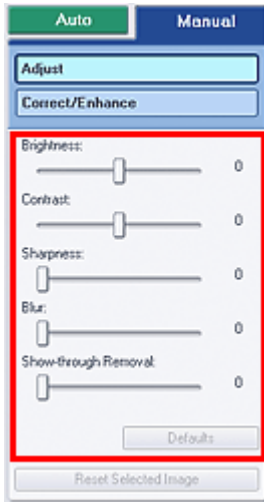 Auto Manual
Adjust
Correct/Enhance
Brightness:
0
Contrast:
0
Sharpness:
0
Blur:
0
Show-through Removal:
0
Defaults
Reset Selected Image